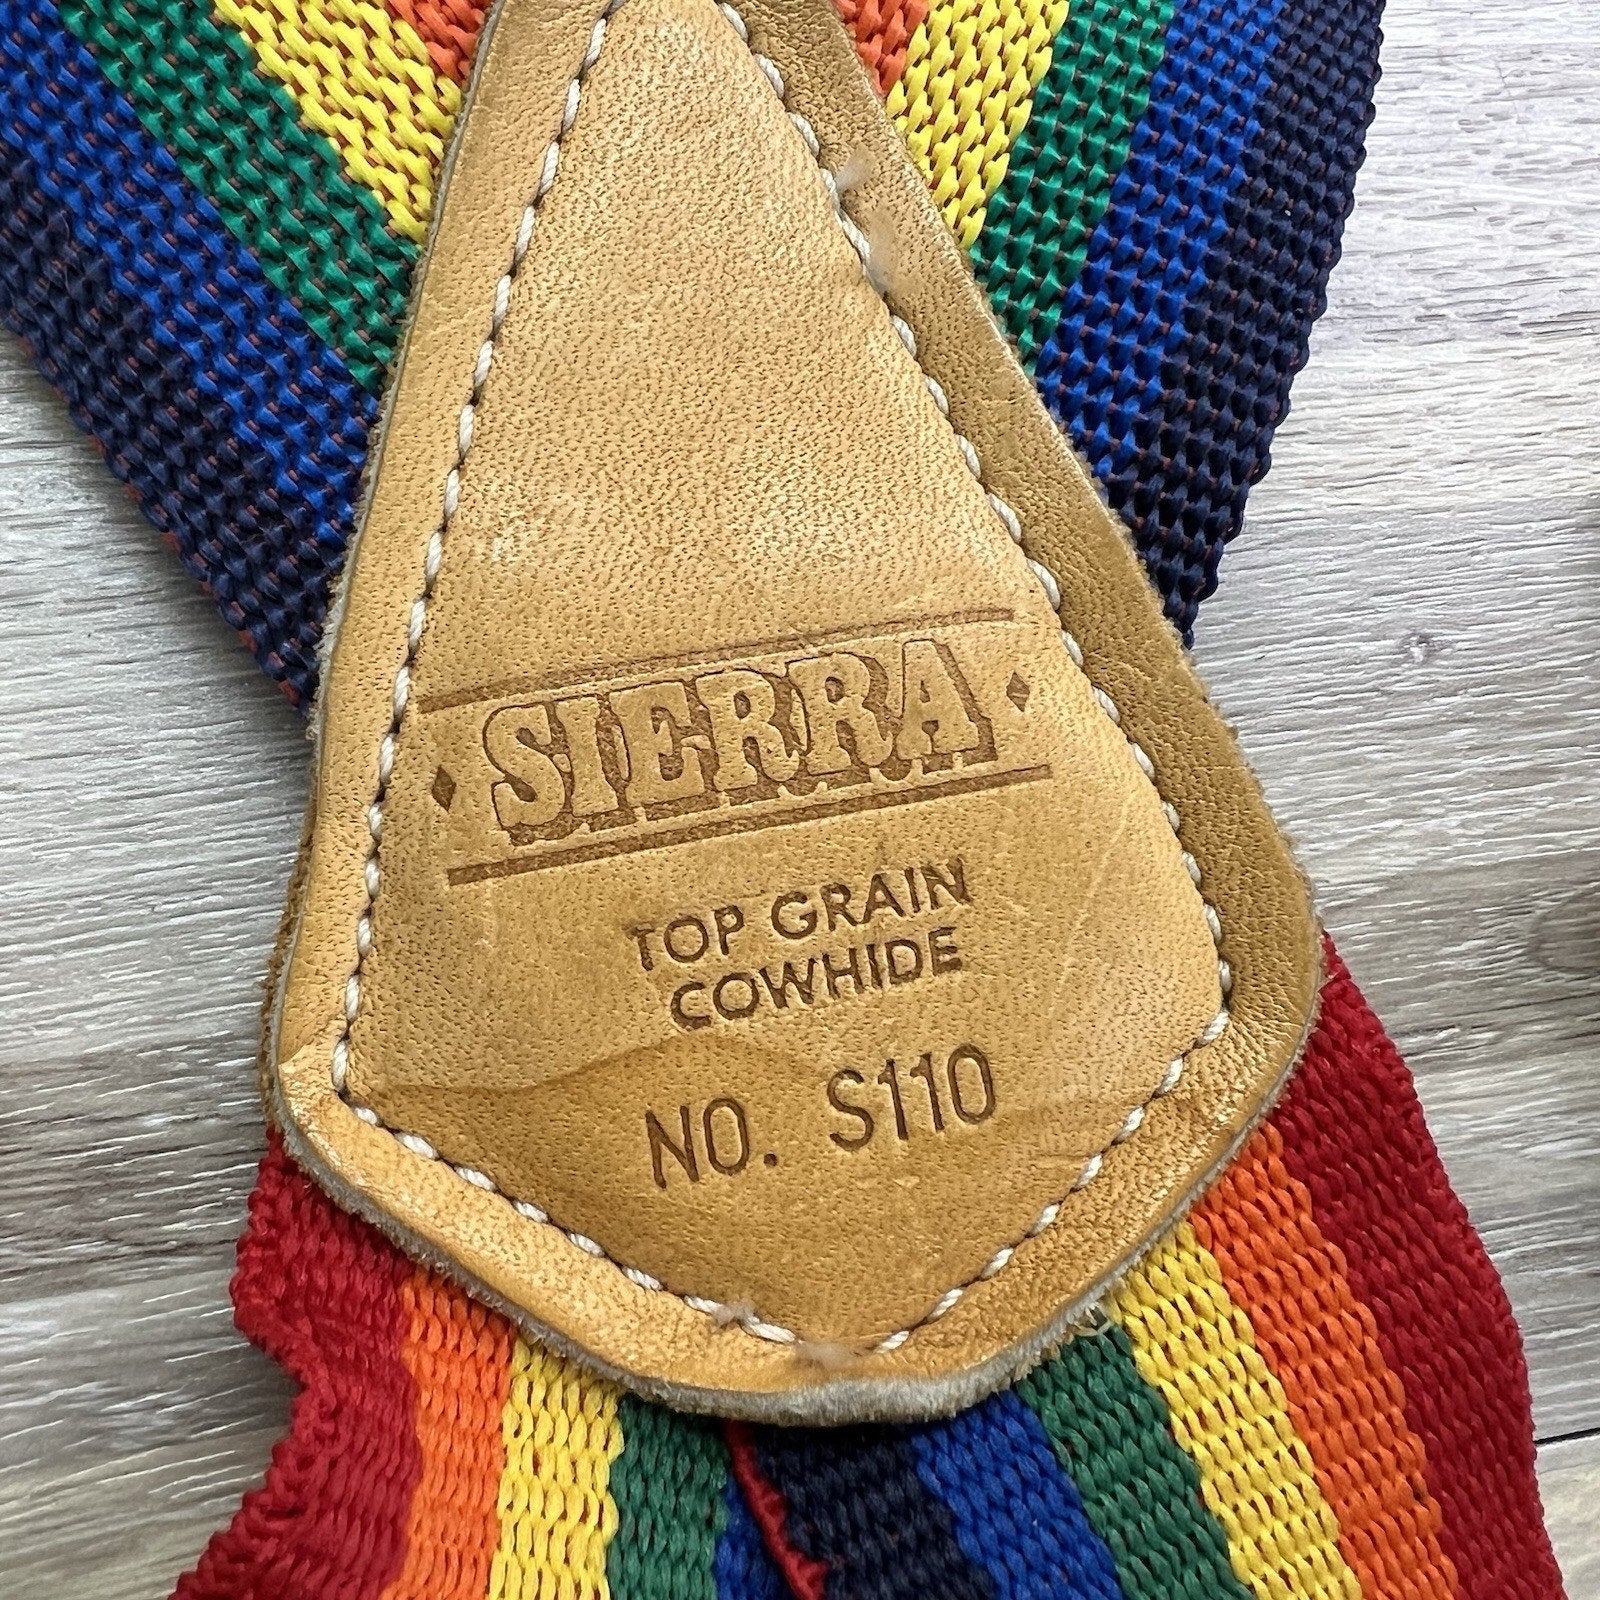 SIERRA
TOP GRAIN
COWHIDE
NO. S110